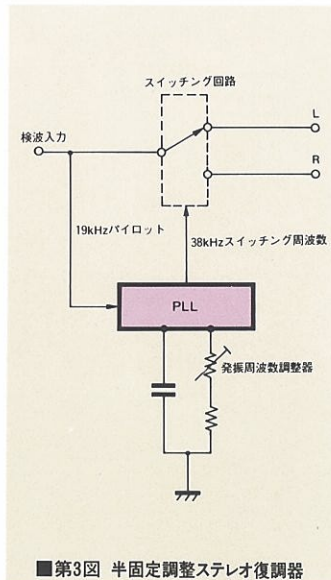 スイッチング回路
L
検波入力
R
19kHzパイロット
38kHzスイッチング周波数
PLL
発振周波数調整器
■第3図 半固定調整ステレオ復調器